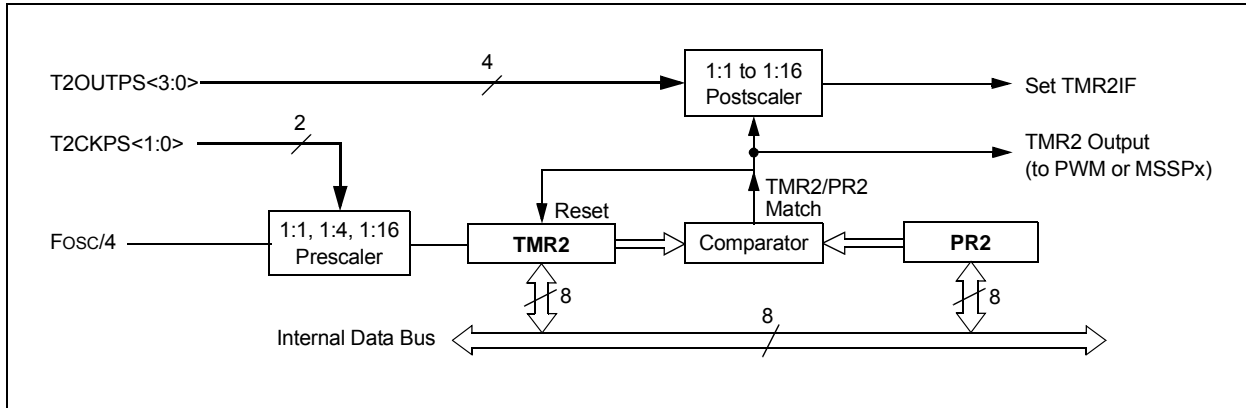 T2OUTPS<3:0>
4
1:1 to 1:16
Postscaler
Set TMR2IF
T2CKPS<1:0>
2
TMR2 Output
(to PWM or MSSPx)
TMR2/PR2
Match
Reset
FOSC/4
1:1, 1:4, 1:16
Prescaler
TMR2
Comparator
PR2
8
8
Internal Data Bus
8